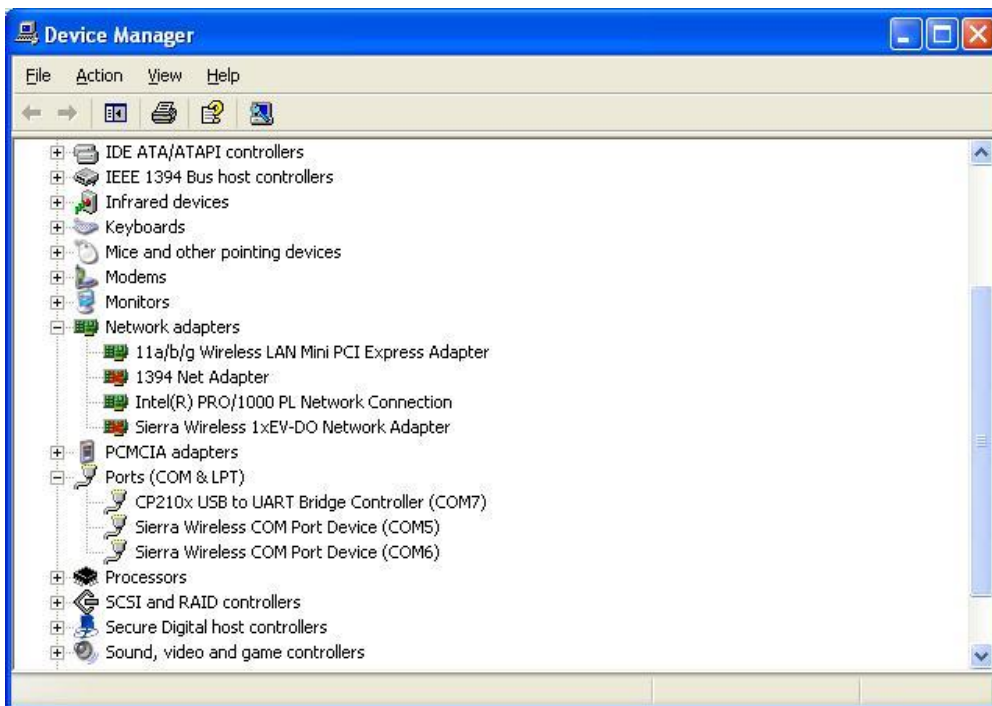 Device Manager
File Action View Help
IDE ATA/ATAPI controllers
IEEE 1394 Bus host controllers
Infrared devices
Keyboards
Mice and other pointing devices
Modems
Monitors
Network adapters
11a/b/g Wireless LAN Mini PCI Express Adapter
1394 Net Adapter
Intel(R) PRO/1000 PL Network Connection
Sierra Wireless 1xEV-DO Network Adapter
PCMCIA adapters
Ports (COM & LPT)
CP210x USB to UART Bridge Controller (COM7)
Sierra Wireless COM Port Device (COM5)
Sierra Wireless COM Port Device (COM6)
Processors
SCSI and RAID controllers
Secure Digital host controllers
Sound, video and game controllers